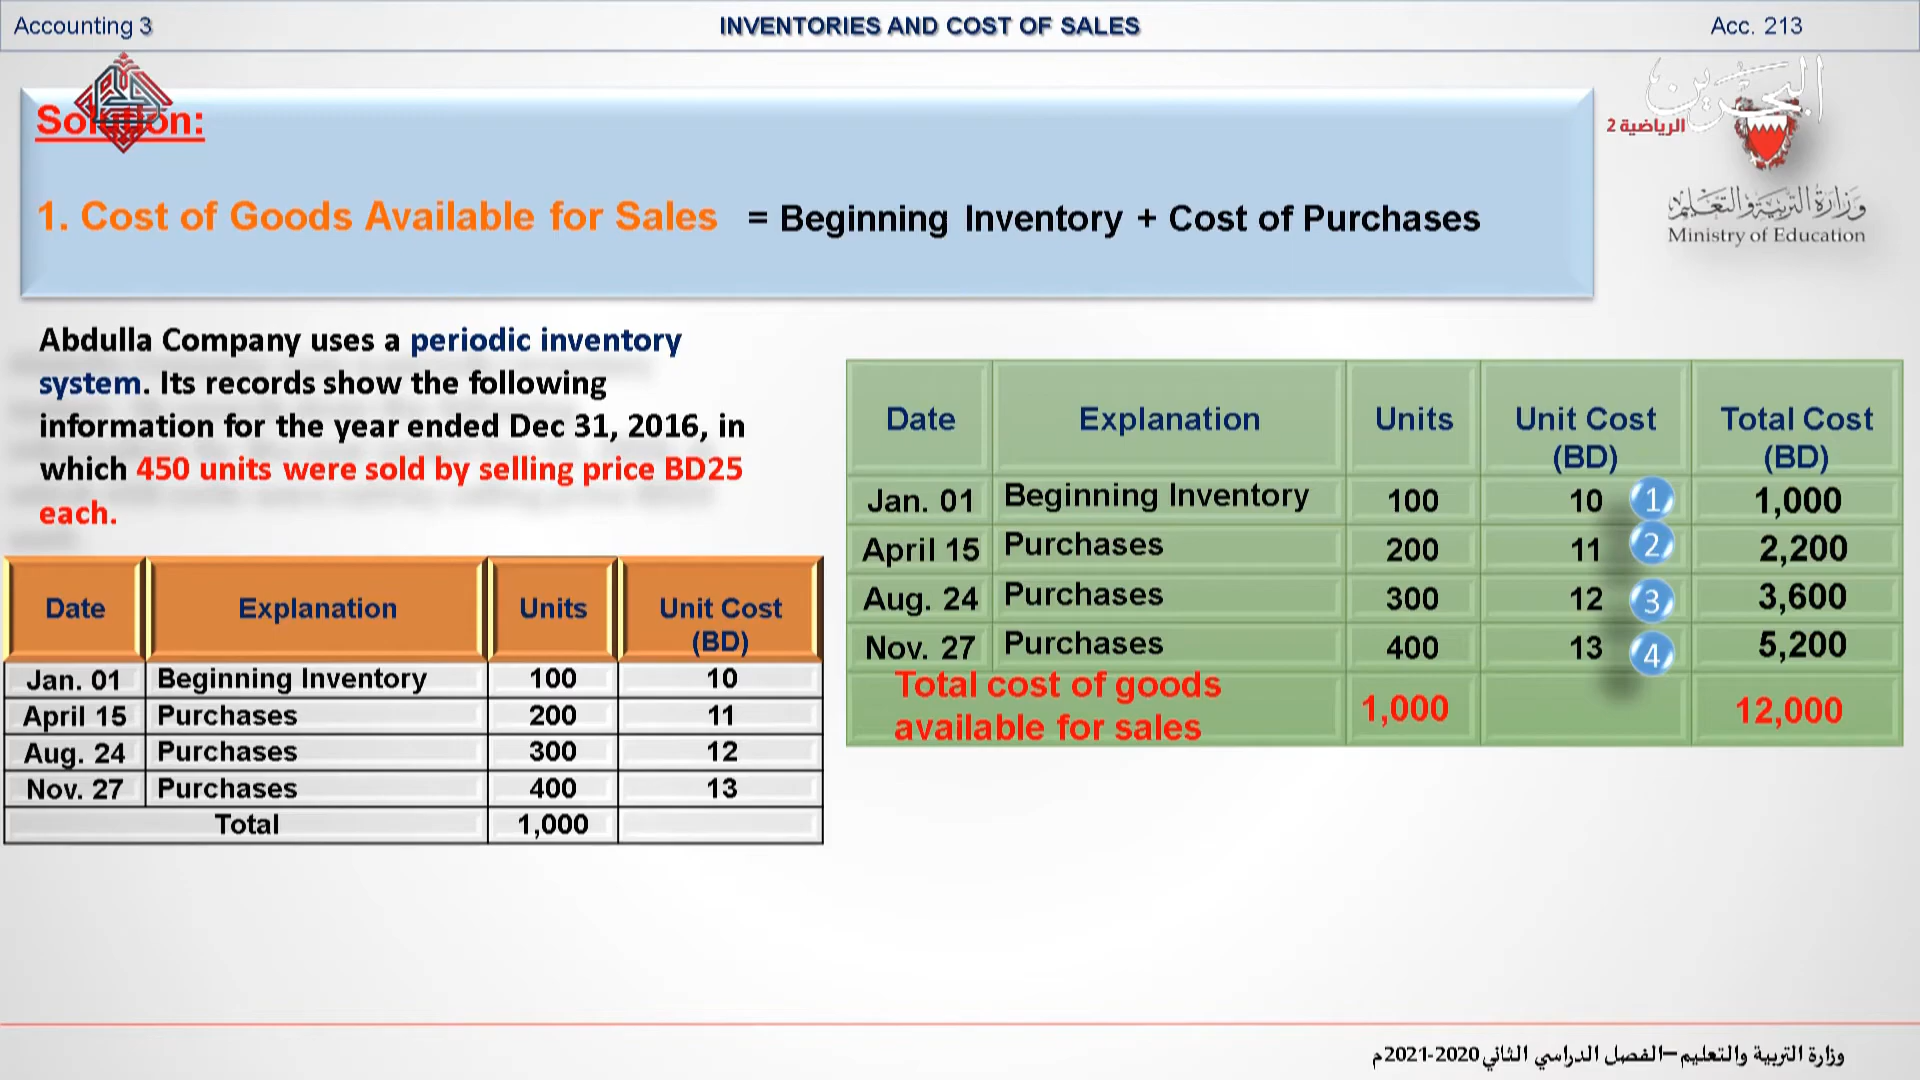 Accounting 3
INVENTORIES AND COST OF SALES
Acc. 213
Solution:
البحرين
الرياضية 2
1. Cost of Goods Available for Sales = Beginning Inventory + Cost of Purchases
وزارة التربية والتعليم
Ministry of Education
Abdulla Company uses a periodic inventory
system. Its records show the following
information for the year ended Dec 31, 2016, in
which 450 units were sold by selling price BD25
each.
Date Explanation Units Unit Cost (BD)
Jan. 01 Beginning Inventory 100 10
April 15 Purchases 200 11
Aug. 24 Purchases 300 12
Nov. 27 Purchases 400 13
Total 1,000
Date Explanation Units Unit Cost (BD) Total Cost (BD)
Jan. 01 Beginning Inventory 100 10 1 1,000
April 15 Purchases 200 11 2 2,200
Aug. 24 Purchases 300 12 3 3,600
Nov. 27 Purchases 400 13 4 5,200
Total cost of goods
available for sales 1,000 12,000
وزارة التربية والتعليم –الفصل الدراسي الثاني 2020-2021م